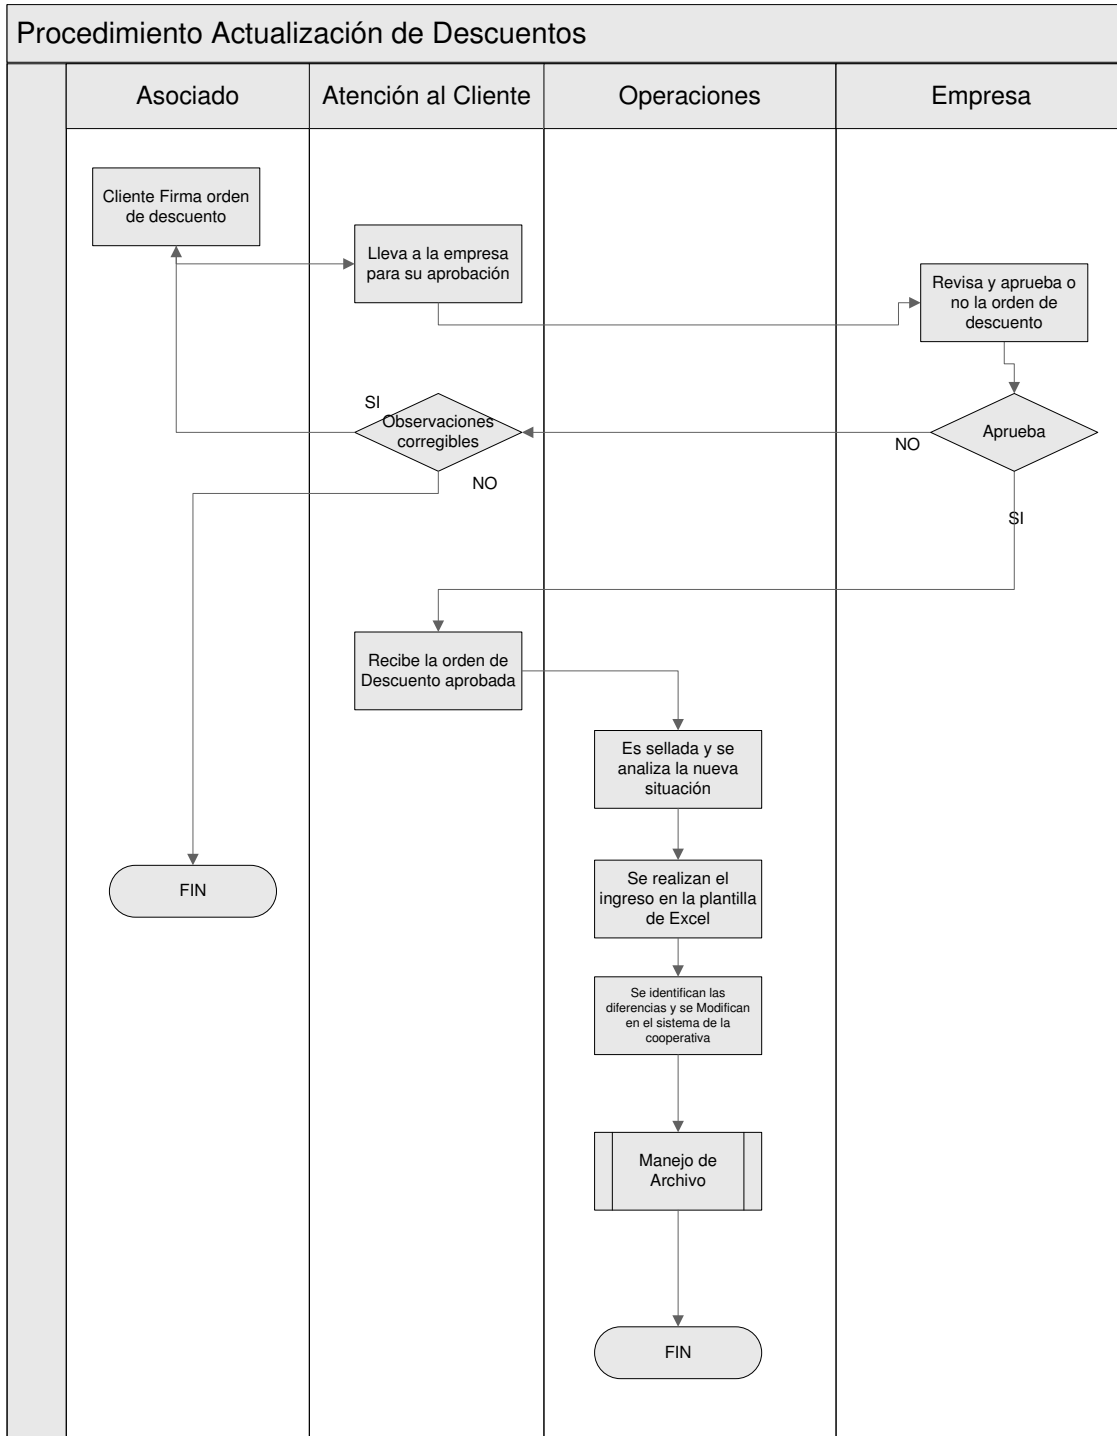 Procedimiento Actualización de Descuentos
Asociado
Atención al Cliente
Operaciones
Empresa
Cliente Firma orden
de descuento
Lleva a la empresa
para su aprobación
Revisa y aprueba o
no la orden de
descuento
SI
Observaciones
corregibles
NO
Aprueba
NO
SI
Recibe la orden de
Descuento aprobada
Es sellada y se
analiza la nueva
situación
Se realizan el
ingreso en la plantilla
de Excel
FIN
Se identifican las
diferencias y se Modifican
en el sistema de la
cooperativa
Manejo de
Archivo
FIN